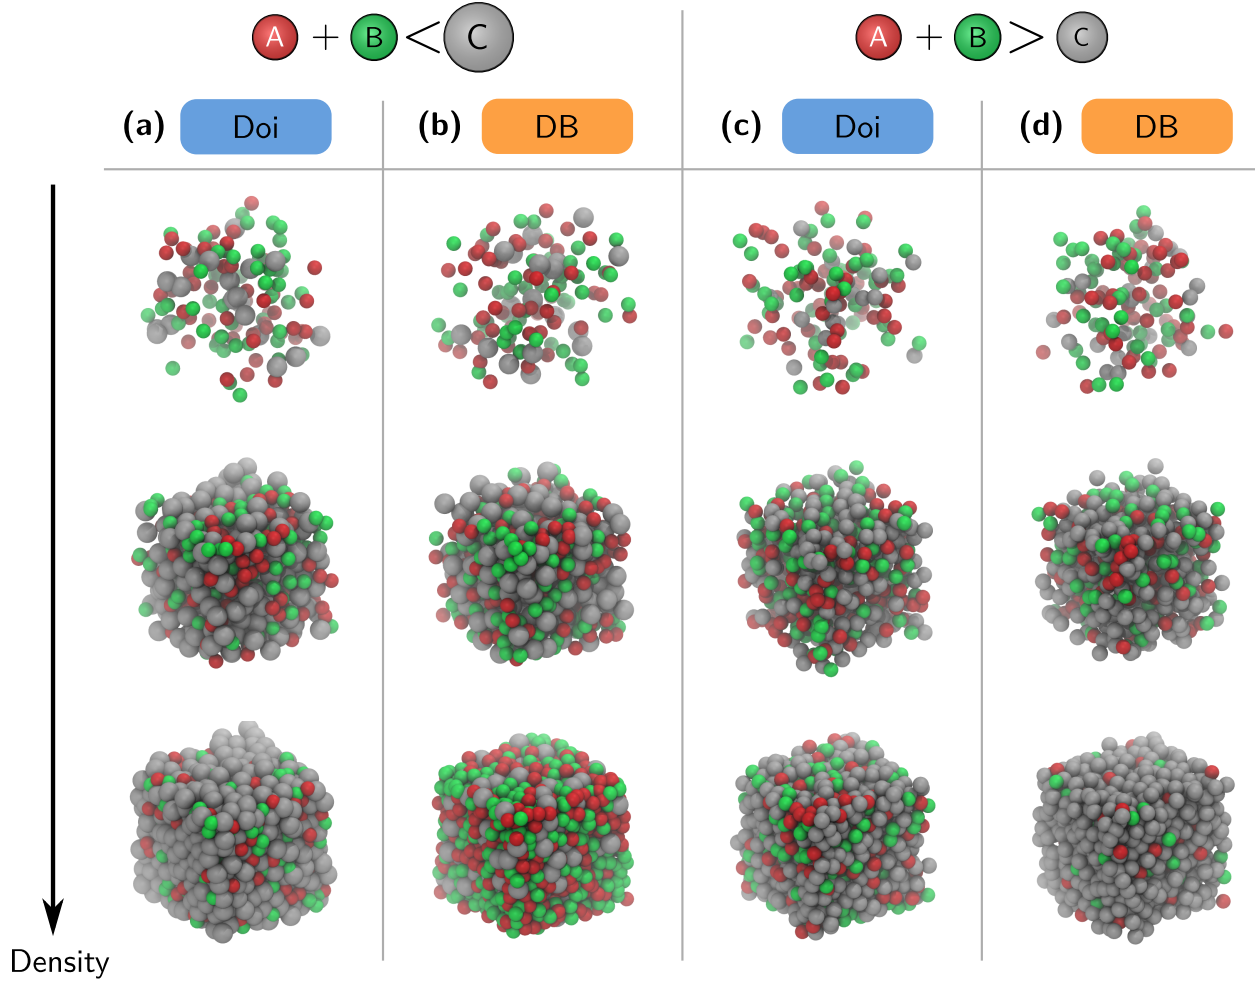 A + B < C
A + B > C
(a) Doi
(b) DB
(c) Doi
(d) DB
Density